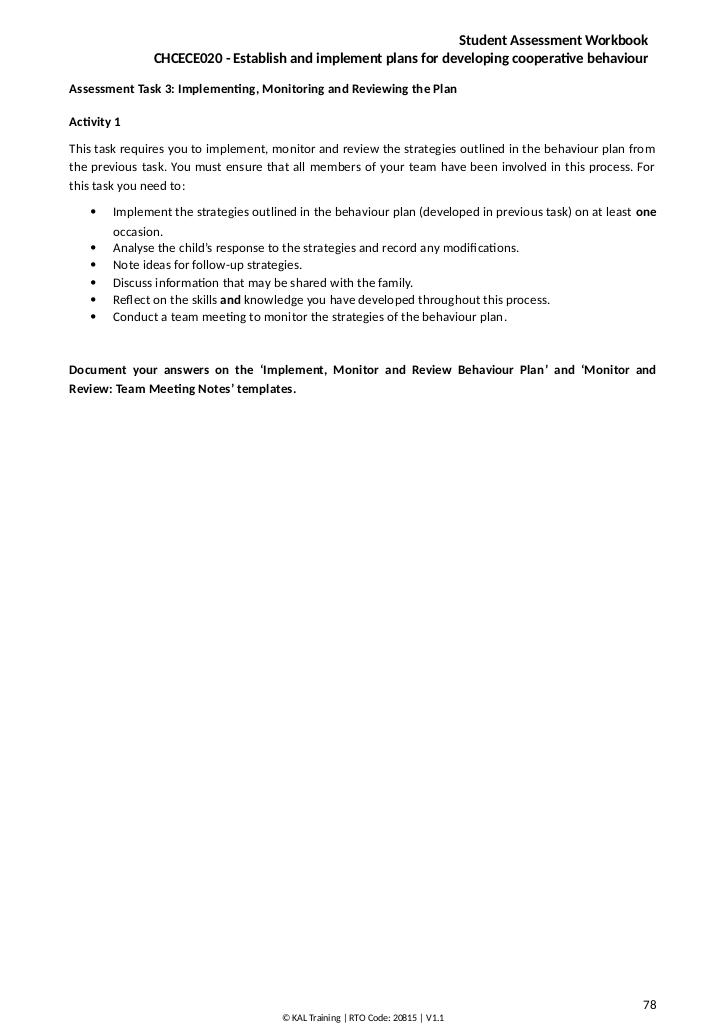 Student Assessment Workbook
CHCECE020 - Establish and implement plans for developing cooperative behaviour
Assessment Task 3: Implementing, Monitoring and Reviewing the Plan
Activity 1
This task requires you to implement, monitor and review the strategies outlined in the behaviour plan from
the previous task. You must ensure that all members of your team have been involved in this process. For
this task you need to:
• Implement the strategies outlined in the behaviour plan (developed in previous task) on at least one
occasion.
• Analyse the child's response to the strategies and record any modifications.
• Note ideas for follow-up strategies.
• Discuss information that may be shared with the family.
• Reflect on the skills and knowledge you have developed throughout this process.
• Conduct a team meeting to monitor the strategies of the behaviour plan.
Document your answers on the ‘Implement, Monitor and Review Behaviour Plan’ and ‘Monitor and
Review: Team Meeting Notes’ templates.
78
© KAL Training | RTO Code: 20815 | V1.1